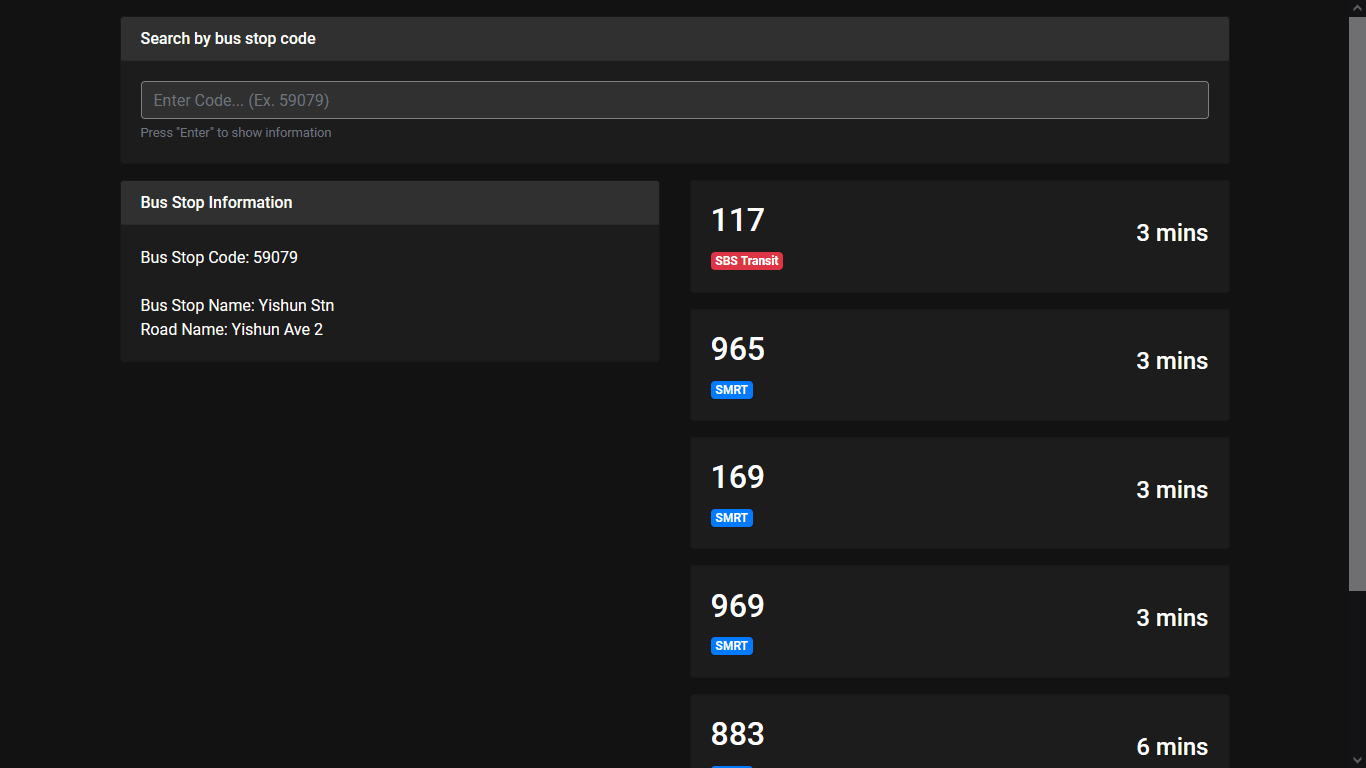 Search by bus stop code
Enter Code... (Ex. 59079)
Press "Enter" to show information
Bus Stop Information
Bus Stop Code: 59079
Bus Stop Name: Yishun Stn
Road Name: Yishun Ave 2
117
SBS Transit
3 mins
965
SMRT
3 mins
169
SMRT
3 mins
969
SMRT
3 mins
883
6 mins